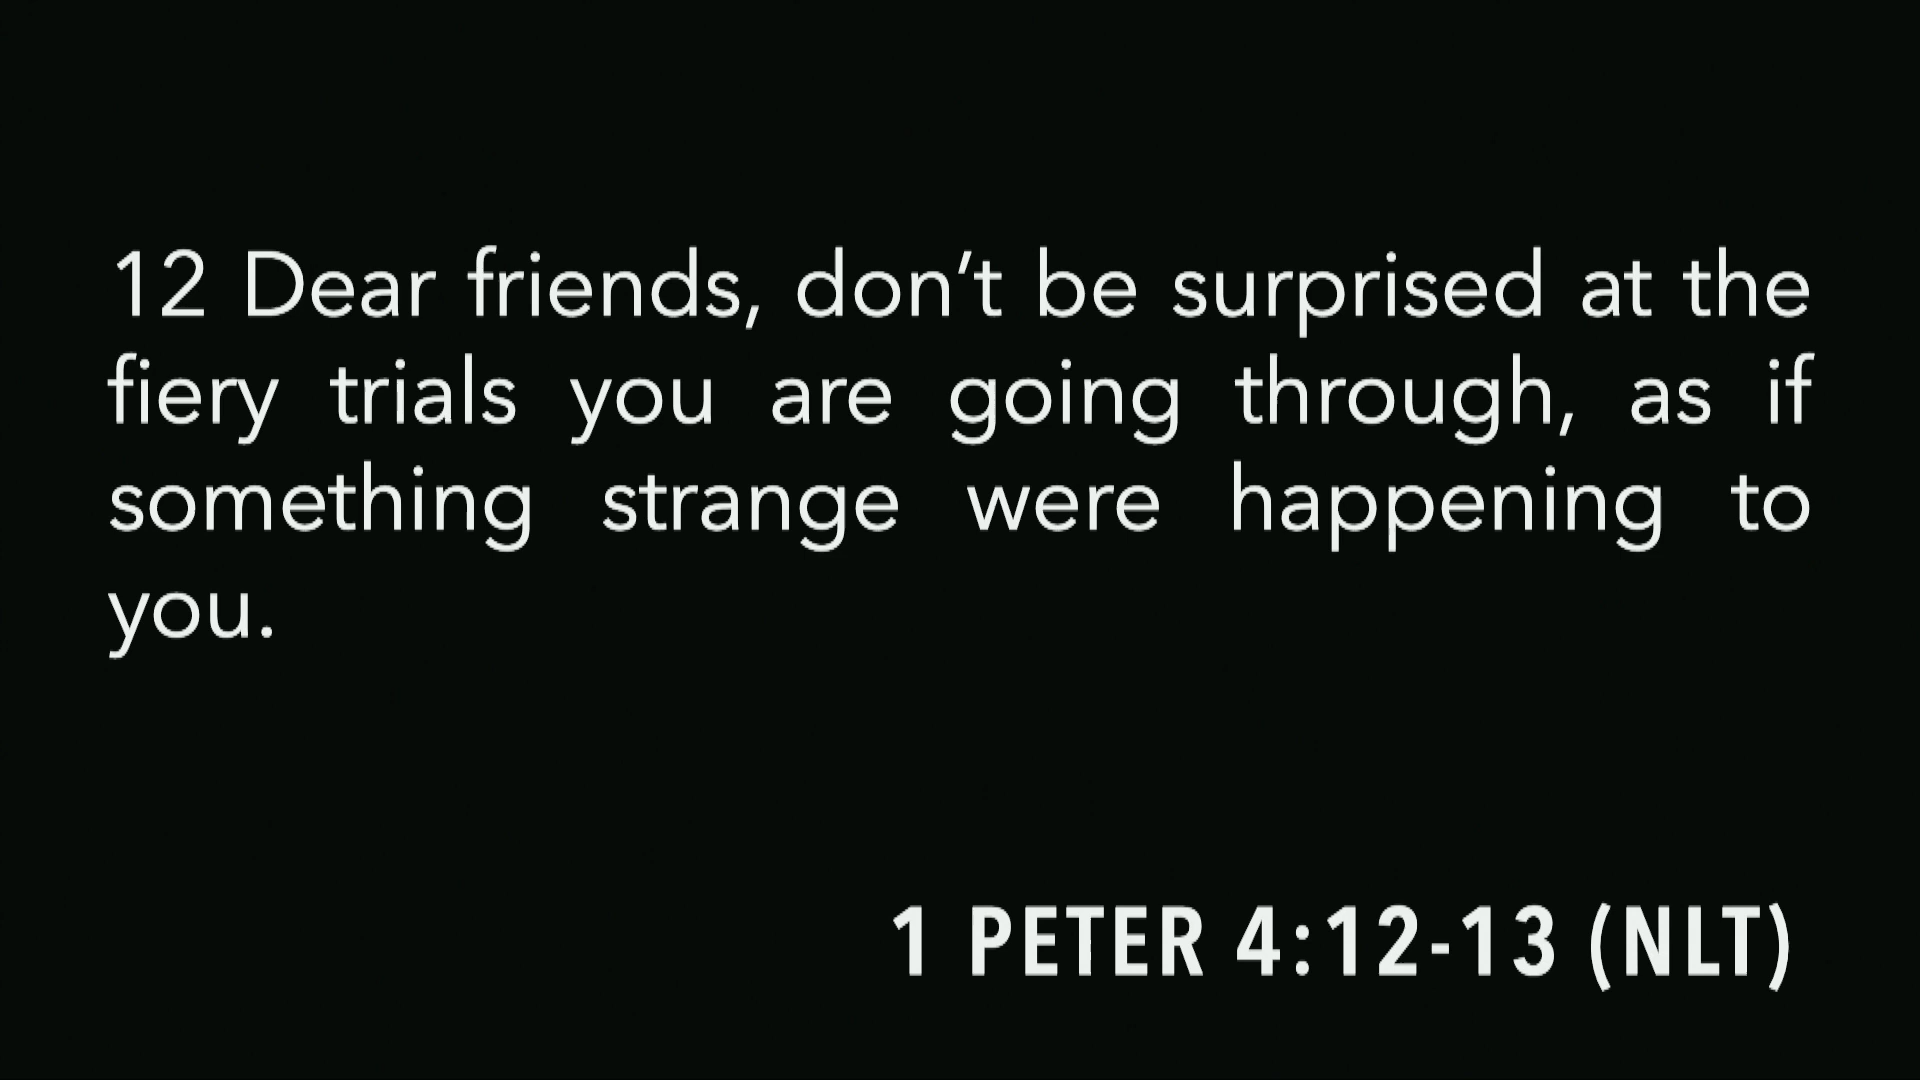 12 Dear friends, don’t be surprised at the
fiery trials you are going through, as if
something strange were happening to
you.
1 PETER 4:12-13 (NLT)